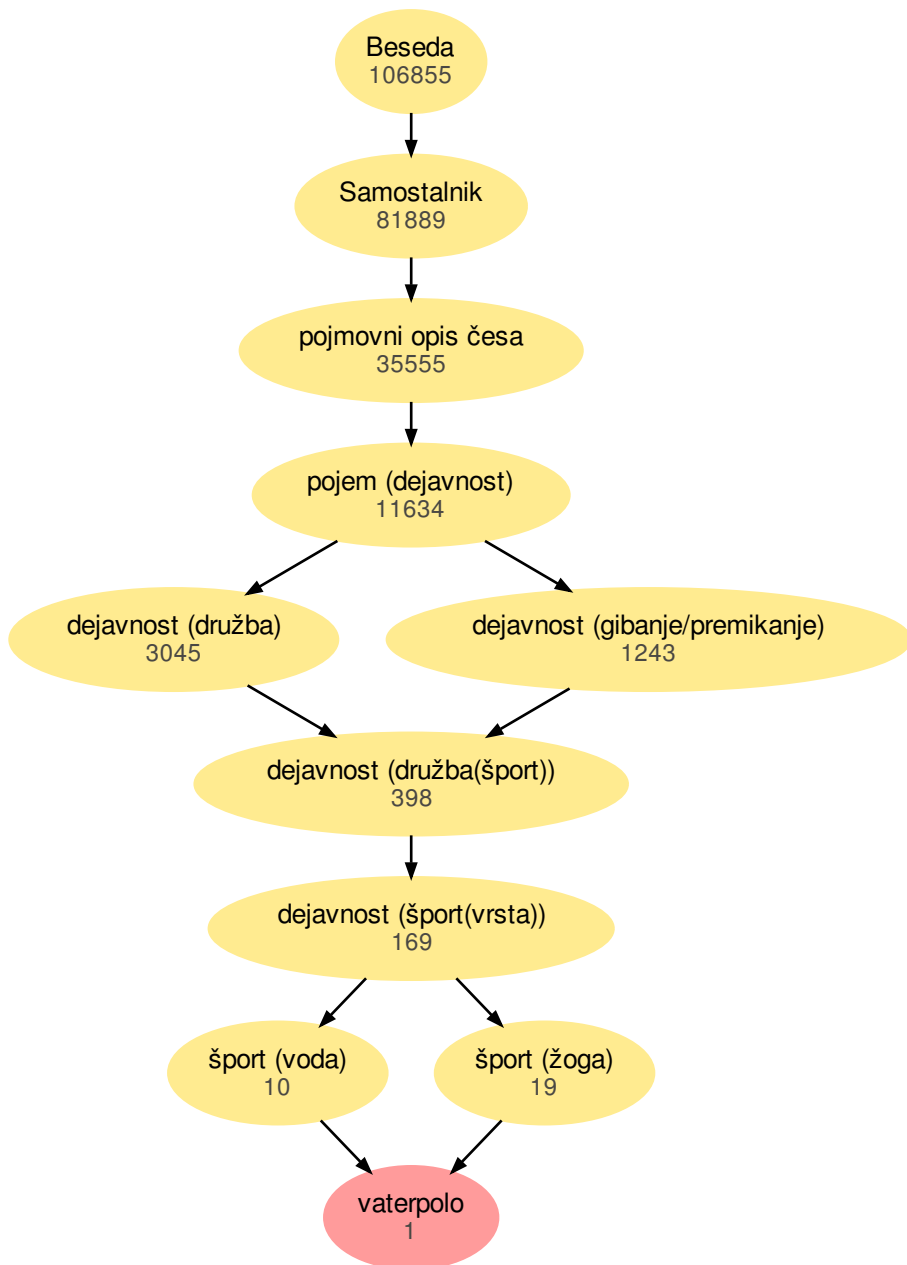 Beseda
106855
Samostalnik
81889
pojmovni opis česa
35555
pojem (dejavnost)
11634
dejavnost (družba)
3045
dejavnost (gibanje/premikanje)
1243
dejavnost (družba(šport))
398
dejavnost (šport(vrsta))
169
šport (voda)
10
šport (žoga)
19
vaterpolo
1